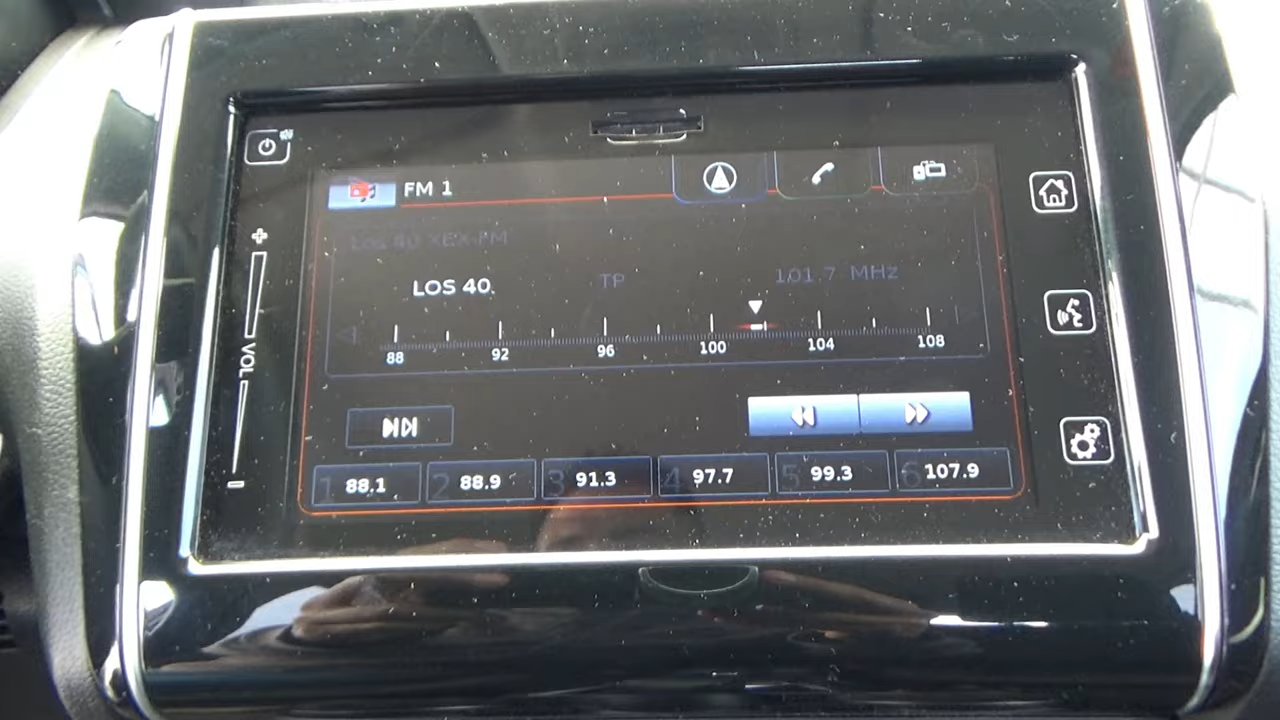 FM 1
Los 40 XEX-FM
LOS 40
TP
101.7 MHz
88 92 96 100 104 108
VOL
1 88.1
2 88.9
3 91.3
4 97.7
5 99.3
6 107.9